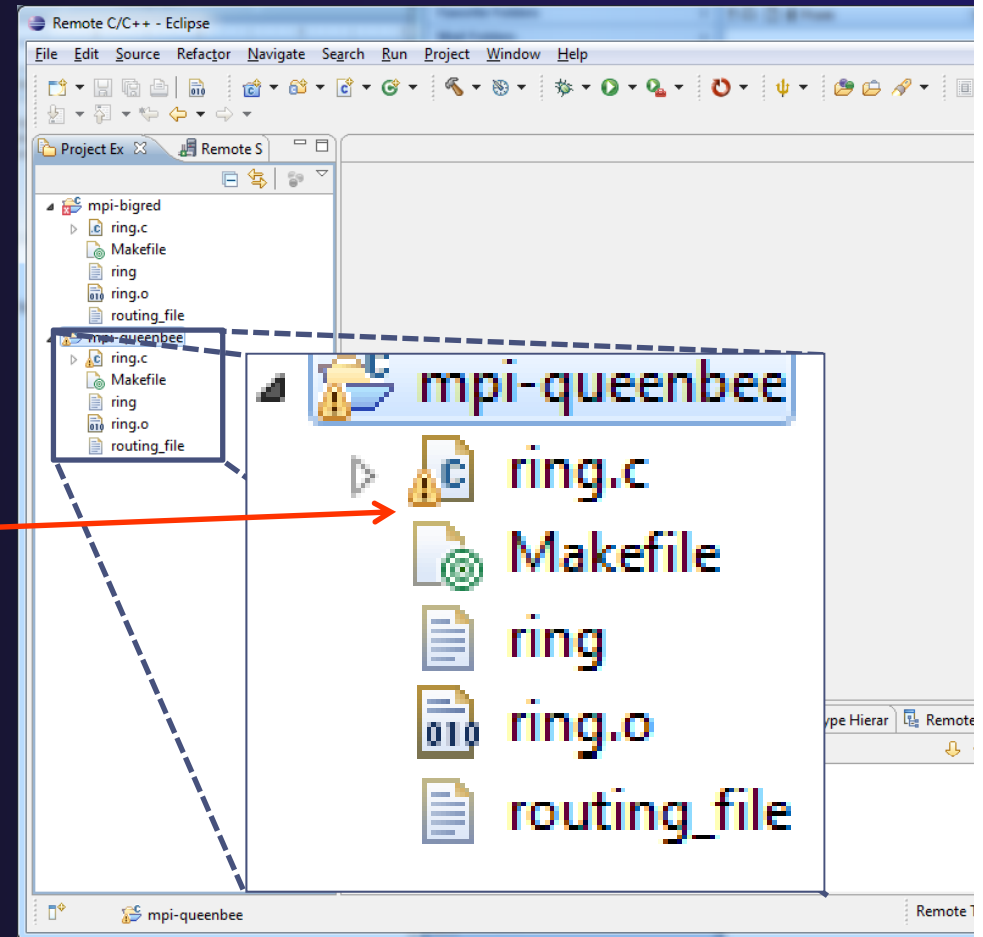 Remote C/C++ - Eclipse
File Edit Source Refactor Navigate Search Run Project Window Help
Project Ex Remote S
mpi-bigred
ring.c
Makefile
ring
ring.o
routing_file
mpi-queenbee
ring.c
Makefile
ring
ring.o
routing_file
mpi-queenbee
ring.c
Makefile
ring
010 ring.o
routing_file
ype Hierar Remote
mpi-queenbee
Remote T